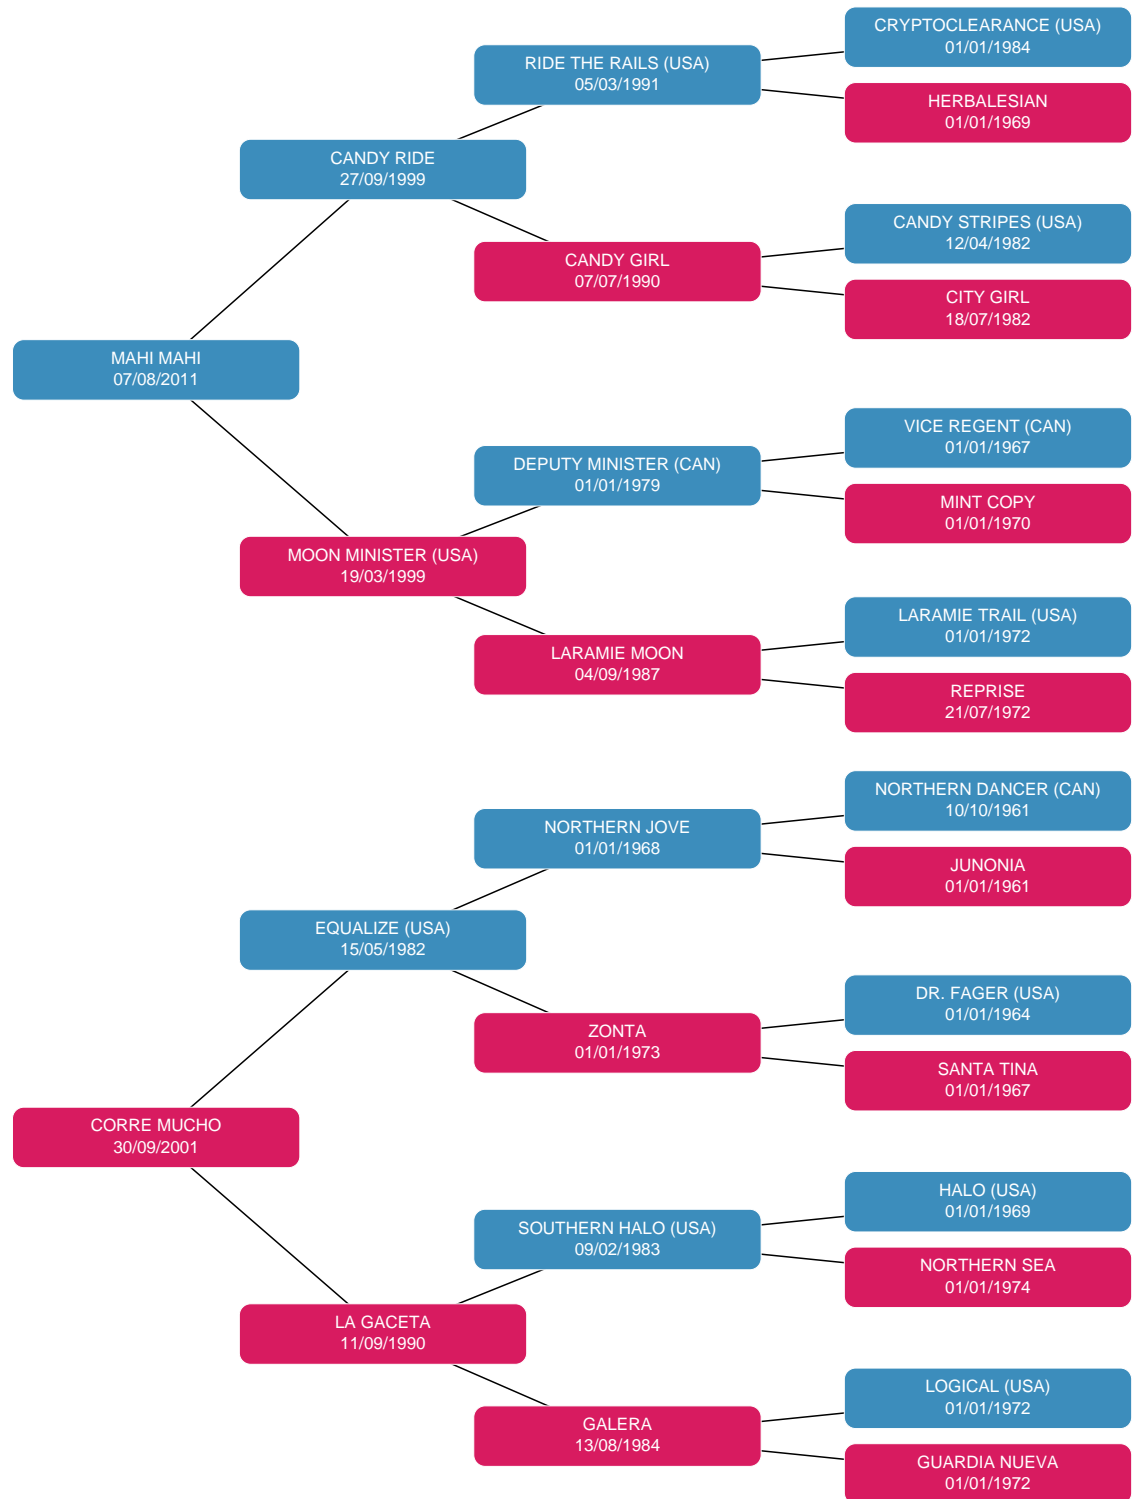 CRYPTOCLEARANCE (USA)
01/01/1984
RIDE THE RAILS (USA)
05/03/1991
HERBALESIAN
01/01/1969
CANDY RIDE
27/09/1999
CANDY STRIPES (USA)
12/04/1982
CANDY GIRL
07/07/1990
CITY GIRL
18/07/1982
MAHI MAHI
07/08/2011
VICE REGENT (CAN)
01/01/1967
DEPUTY MINISTER (CAN)
01/01/1979
MINT COPY
01/01/1970
MOON MINISTER (USA)
19/03/1999
LARAMIE TRAIL (USA)
01/01/1972
LARAMIE MOON
04/09/1987
REPRISE
21/07/1972
NORTHERN DANCER (CAN)
10/10/1961
NORTHERN JOVE
01/01/1968
JUNONIA
01/01/1961
EQUALIZE (USA)
15/05/1982
DR. FAGER (USA)
01/01/1964
ZONTA
01/01/1973
SANTA TINA
01/01/1967
CORRE MUCHO
30/09/2001
HALO (USA)
01/01/1969
SOUTHERN HALO (USA)
09/02/1983
NORTHERN SEA
01/01/1974
LA GACETA
11/09/1990
LOGICAL (USA)
01/01/1972
GALERA
13/08/1984
GUARDIA NUEVA
01/01/1972